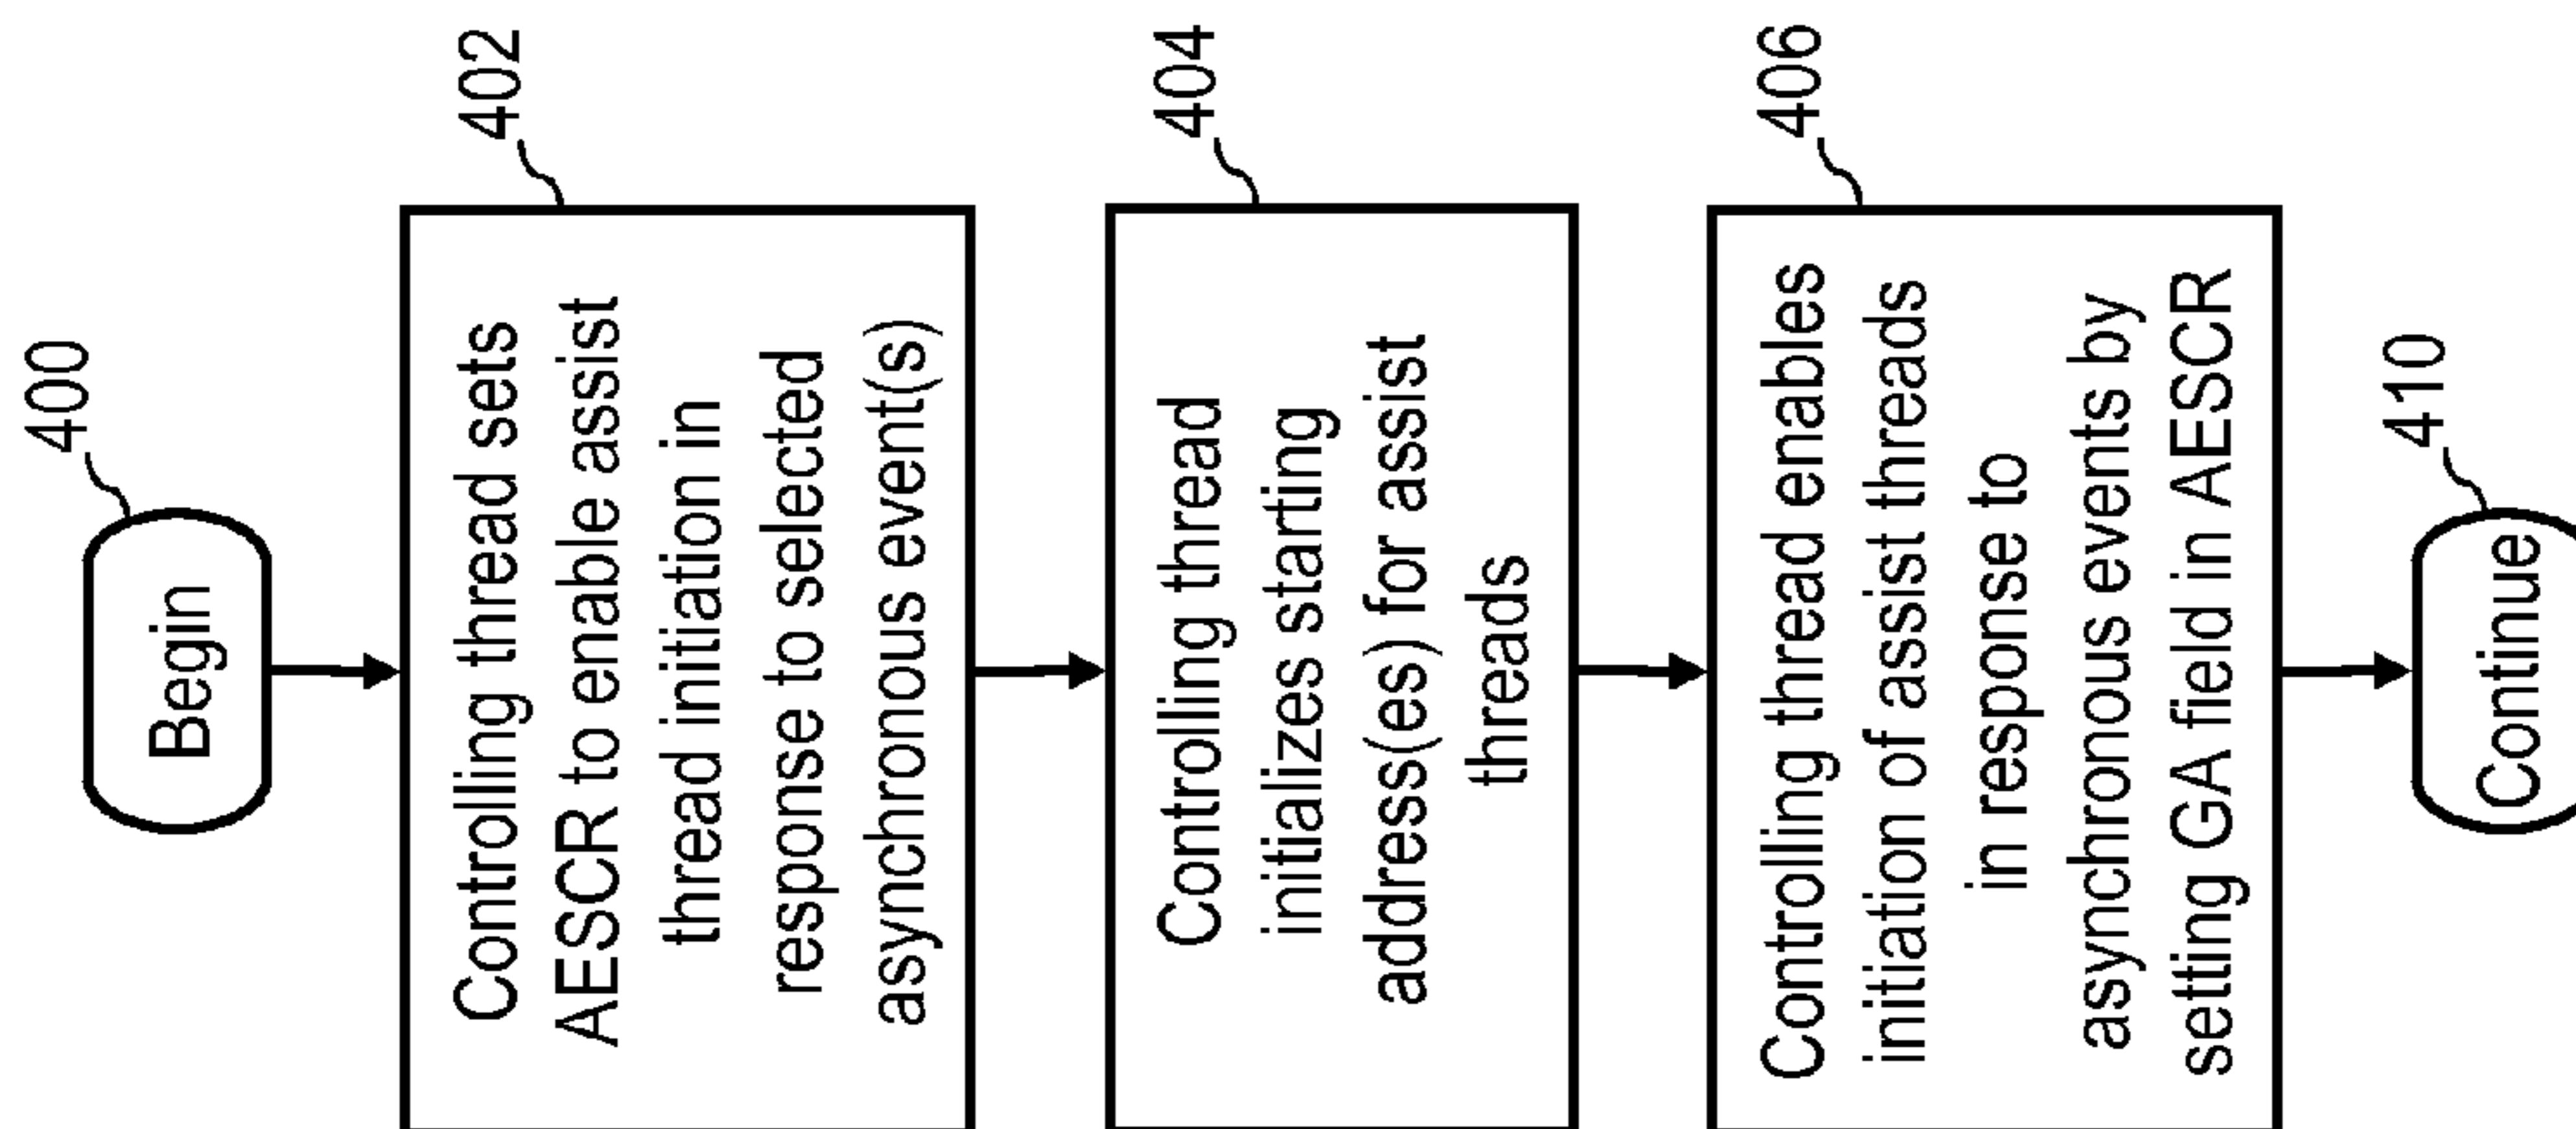 400
Begin
402
Controlling thread sets
AESCR to enable assist
thread initiation in
response to selected
asynchronous event(s)
404
Controlling thread
initializes starting
address(es) for assist
threads
406
Controlling thread enables
initiation of assist threads
in response to
asynchronous events by
setting GA field in AESCR
410
Continue